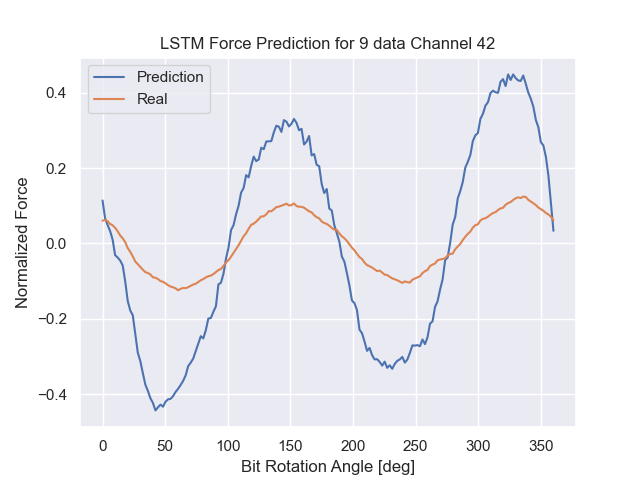 LSTM Force Prediction for 9 data Channel 42
Prediction
Real
Normalized Force
0.4
0.2
0.0
−0.2
−0.4
0 50 100 150 200 250 300 350
Bit Rotation Angle [deg]